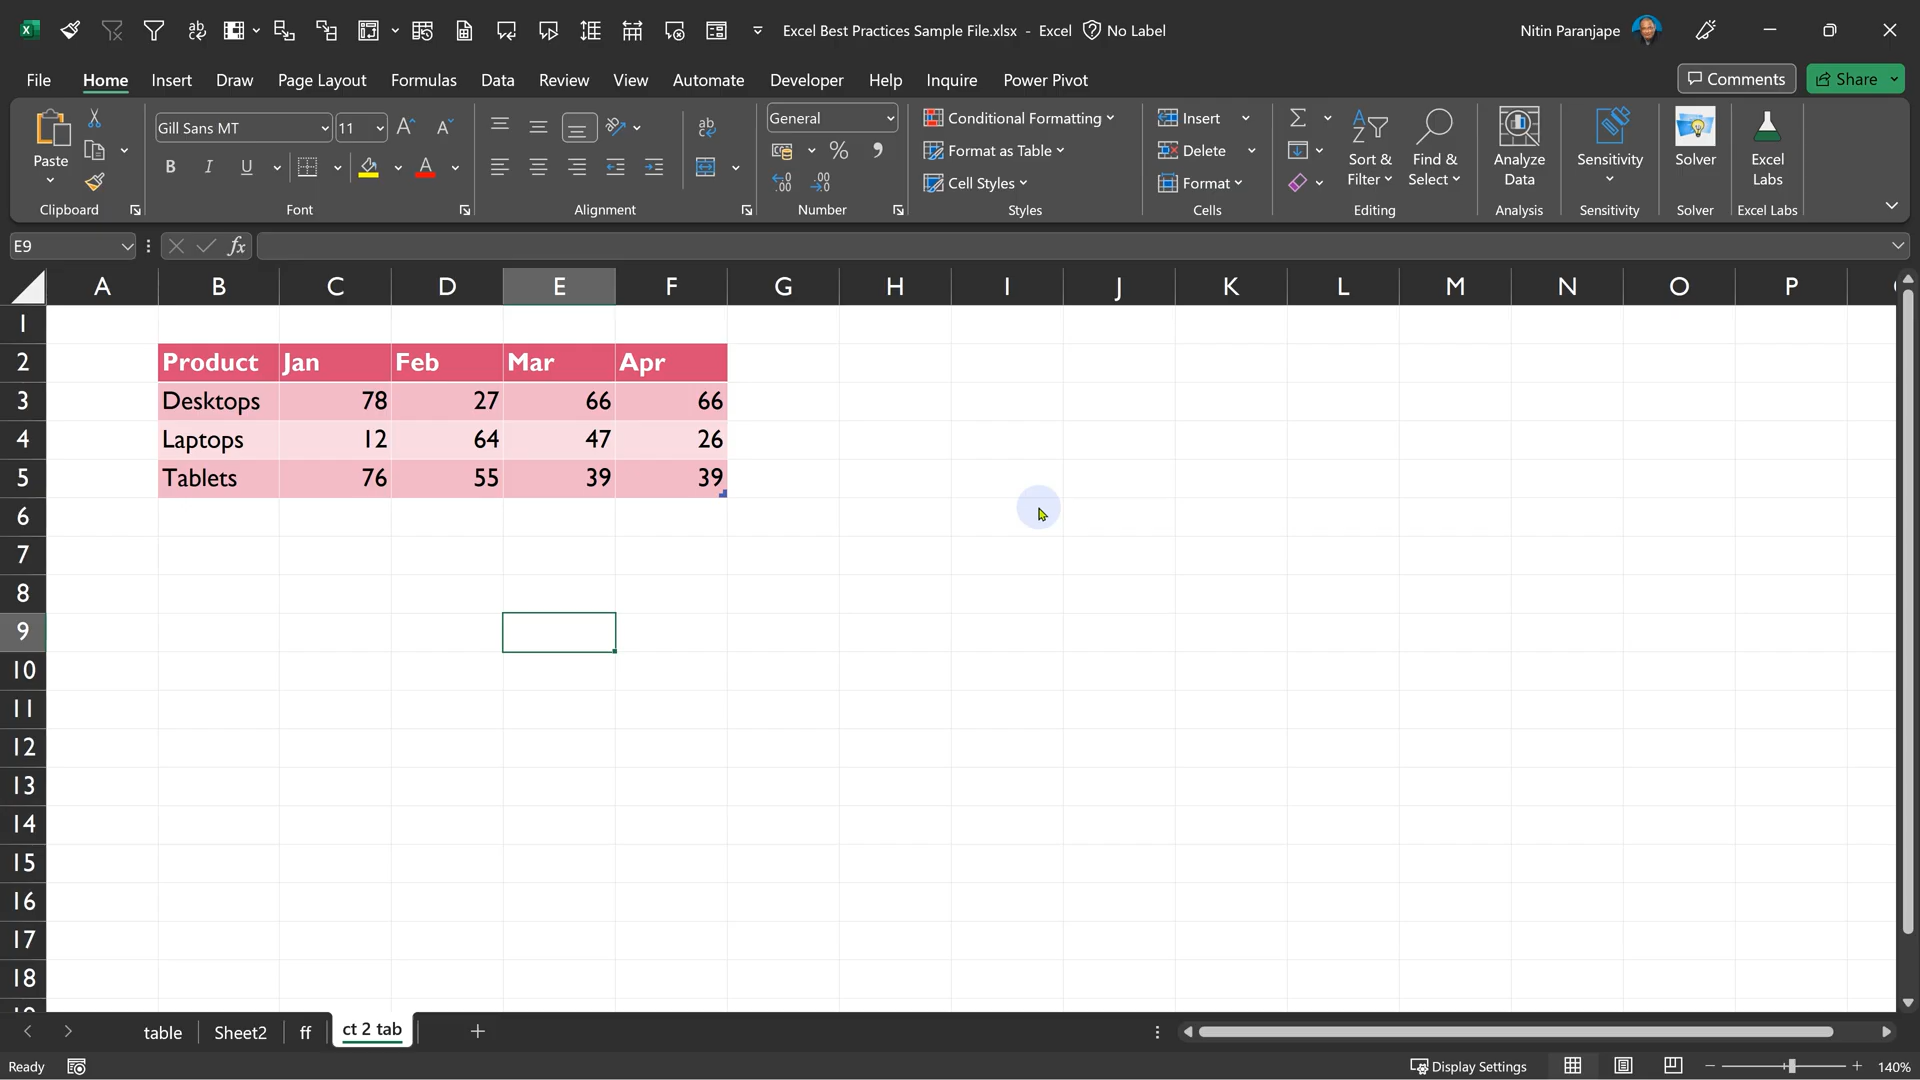 Excel Best Practices Sample File.xlsx - Excel No Label Nitin Paranjape
File Home Insert Draw Page Layout Formulas Data Review View Automate Developer Help Inquire Power Pivot Comments Share
Paste
Clipboard
Gill Sans MT 11
B I U A
Font
ab
Alignment
General
% 9
Number
Conditional Formatting
Format as Table
Cell Styles
Styles
Insert
Delete
Format
Cells
Σ
Sort & Filter
Find & Select
Editing
Analyze Data
Analysis
Sensitivity
Sensitivity
Solver
Solver
Excel Labs
Excel Labs
E9 fx
A B C D E F G H I J K L M N O P
1
2 Product Jan Feb Mar Apr
3 Desktops 78 27 66 66
4 Laptops 12 64 47 26
5 Tablets 76 55 39 39
6
7
8
9
10
11
12
13
14
15
16
17
18
table Sheet2 ff ct 2 tab +
Ready Display Settings 140%